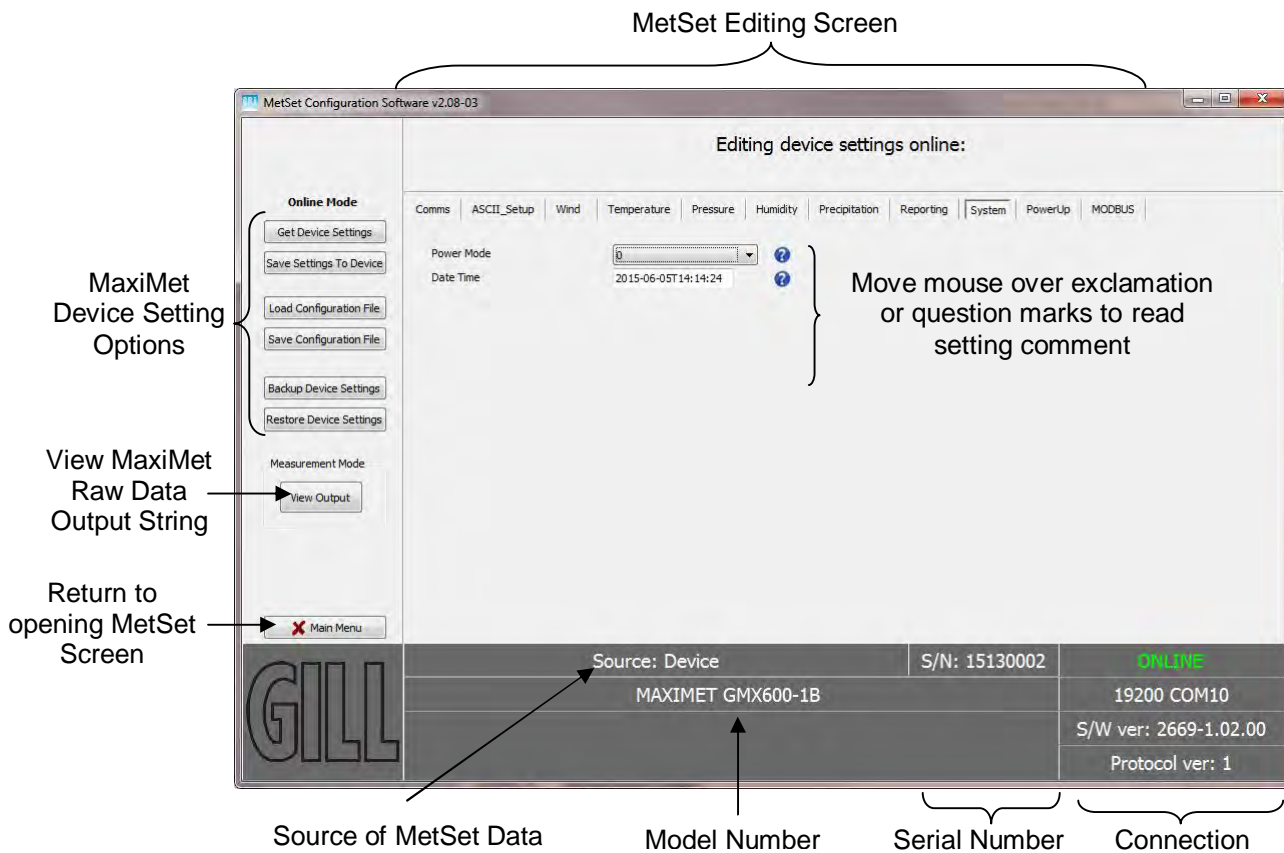 MetSet Editing Screen
MetSet Configuration Software v2.08-03
Editing device settings online:
Online Mode
Comms
ASCII_Setup
Wind
Temperature
Pressure
Humidity
Precipitation
Reporting
System
PowerUp
MODBUS
Get Device Settings
Save Settings To Device
Load Configuration File
Save Configuration File
Backup Device Settings
Restore Device Settings
Power Mode
0
Date Time
2015-06-05T14:14:24
MaxiMet
Device Setting
Options
Move mouse over exclamation
or question marks to read
setting comment
Measurement Mode
View Output
View MaxiMet
Raw Data
Output String
Return to
opening MetSet
Screen
Main Menu
GILL
Source: Device
S/N: 15130002
ONLINE
MAXIMET GMX600-1B
19200 COM10
S/W ver: 2669-1.02.00
Protocol ver: 1
Source of MetSet Data
Model Number
Serial Number
Connection